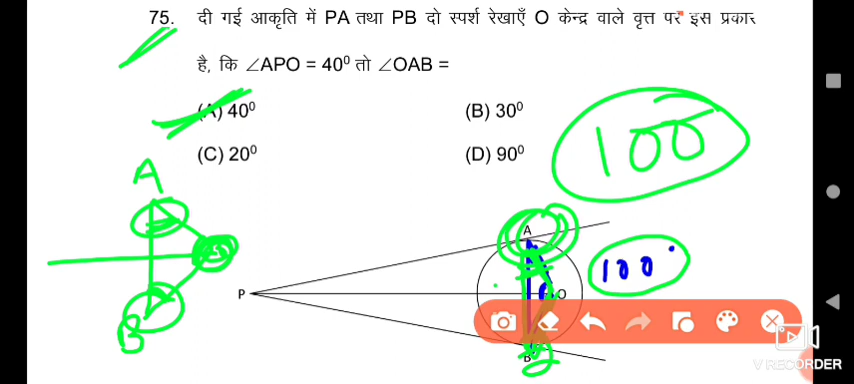 75. दी गई आकृति में PA तथा PB दो स्पर्श रेखाएँ O केन्द्र वाले वृत्त पर इस प्रकार
है, कि ∠APO = 40⁰ तो ∠OAB =
(A) 40⁰ (B) 30⁰
(C) 20⁰ (D) 90⁰
100
A
A
100°
P
O
B
B
V RECORDER